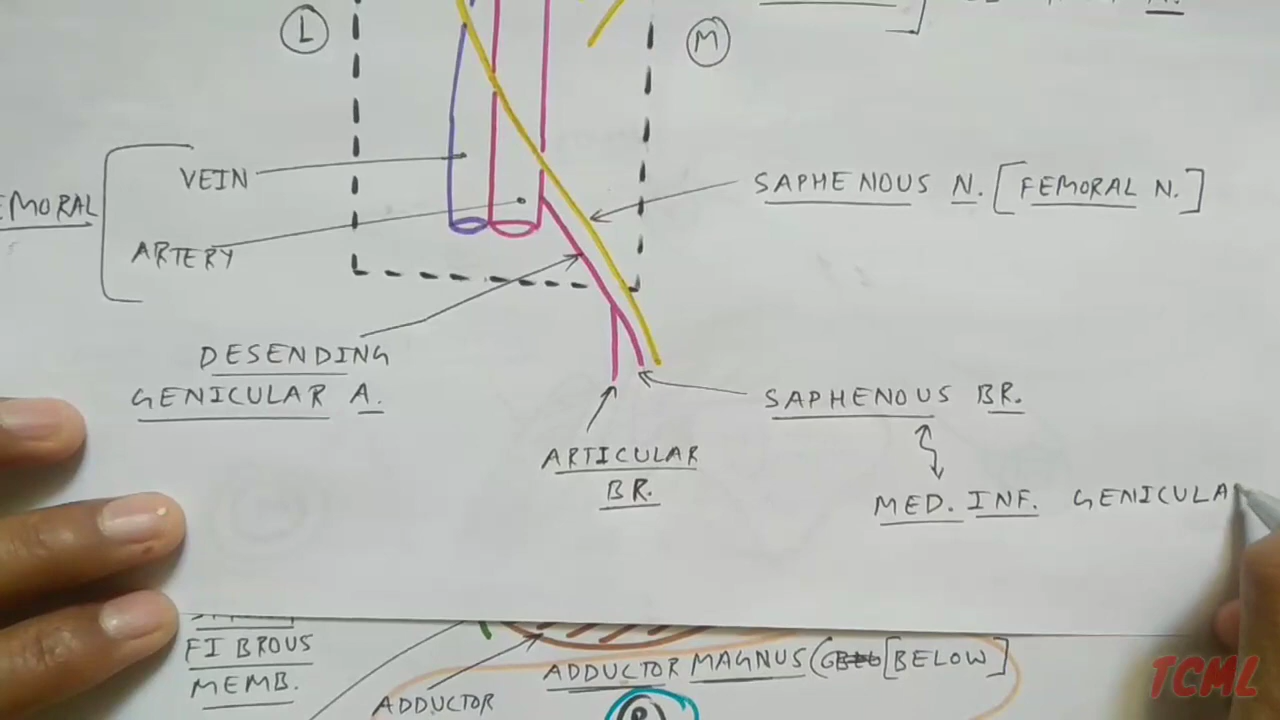 L
M
VEIN
EMORAL
ARTERY
SAPHENOUS N. [FEMORAL N.]
DESENDING
GENICULAR A.
SAPHENOUS BR.
ARTICULAR
BR.
MED. INF. GENICULA
FIBROUS
MEMB.
ADDUCTOR MAGNUS ( [BELOW]
ADDUCTOR
TCML